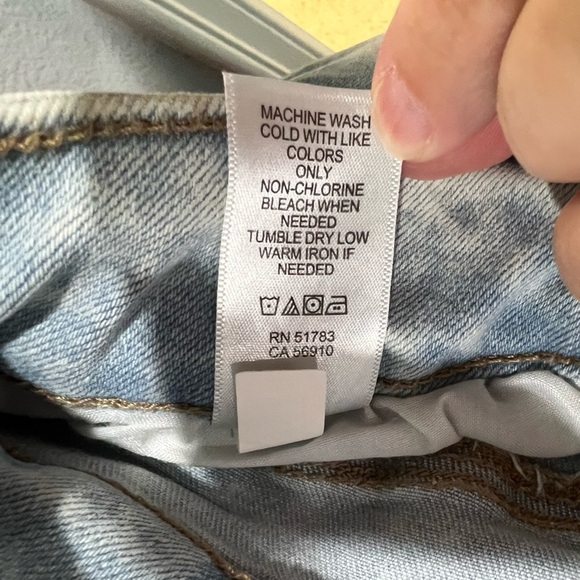 MACHINE WASH
COLD WITH LIKE
COLORS
ONLY
NON-CHLORINE
BLEACH WHEN
NEEDED
TUMBLE DRY LOW
WARM IRON IF
NEEDED
RN 51783
CA 56910